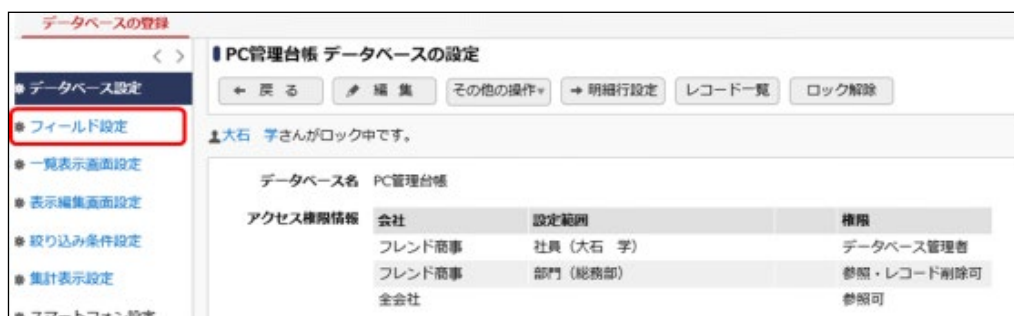 データベースの登録
< >
PC管理台帳 データベースの設定
データベース設定
← 戻 る
編 集
その他の操作▾
→ 明細行設定
レコード一覧
ロック解除
フィールド設定
大石 学さんがロック中です。
一覧表示画面設定
データベース名 PC管理台帳
表示編集画面設定
アクセス権限情報 会社 設定範囲 権限
フレンド商事 社員（大石 学） データベース管理者
絞り込み条件設定
フレンド商事 部門（総務部） 参照・レコード削除可
集計表示設定
全会社 参照可
スマートフォン設定